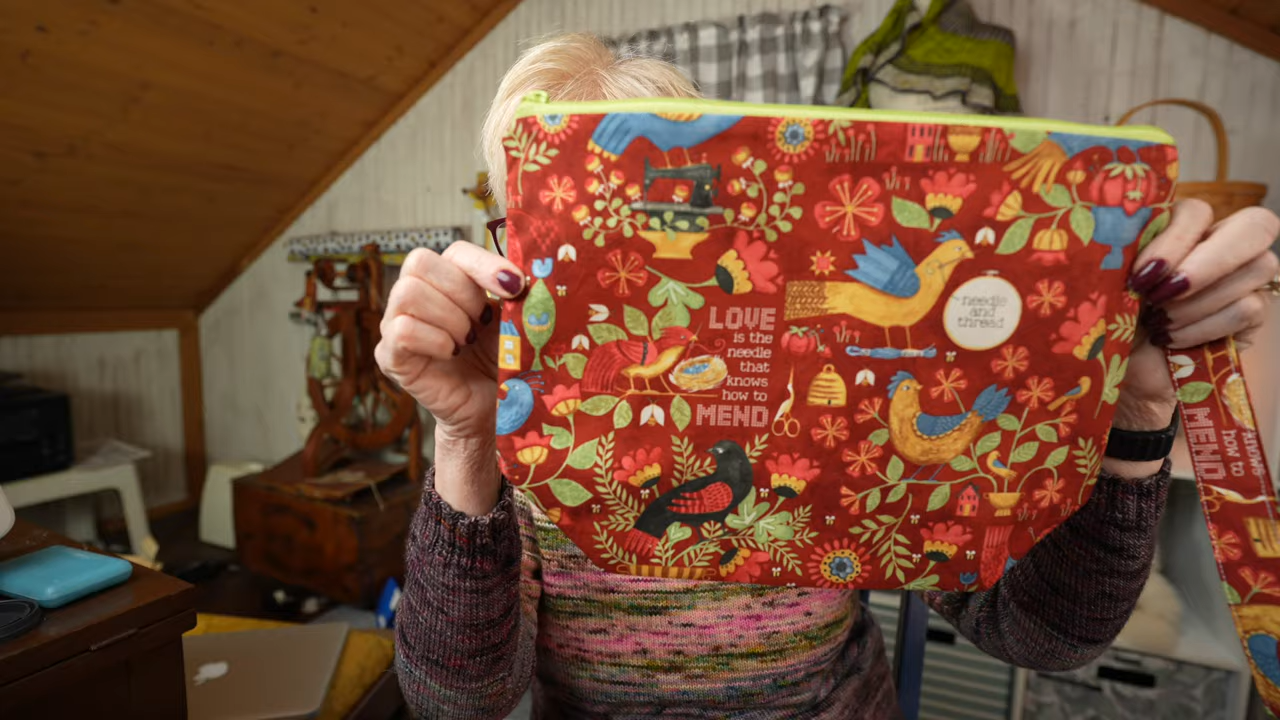 LOVE
is the
needle
that
knows
how to
MEND
needle
and
thread
knows
how to
MEND